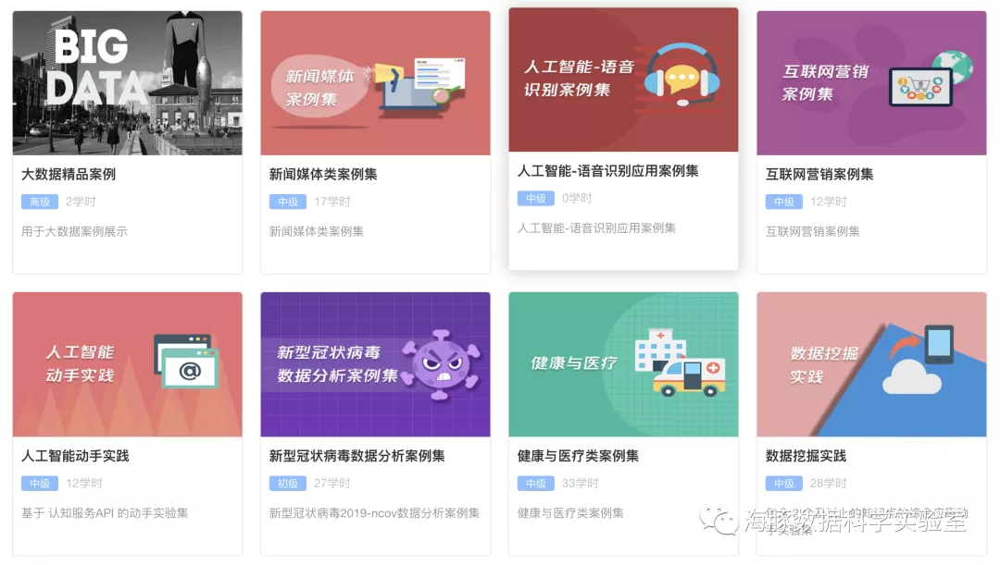 BIG
DATA
大数据精品案例
高级 2学时
用于大数据案例展示
新闻媒体
案例集
新闻媒体类案例集
中级 17学时
新闻媒体类案例集
人工智能-语音
识别案例集
人工智能-语音识别应用案例集
中级 0学时
人工智能-语音识别应用案例集
互联网营销
案例集
互联网营销案例集
中级 12学时
互联网营销案例集
人工智能
动手实践
@
人工智能动手实践
中级 12学时
基于 认知服务API 的动手实验集
新型冠状病毒
数据分析案例集
新型冠状病毒数据分析案例集
初级 27学时
新型冠状病毒2019-ncov数据分析案例集
健康与医疗
健康与医疗类案例集
中级 33学时
健康与医疗类案例集
数据挖掘
实践
数据挖掘实践
中级 28学时
手实验集
海豚数据科学实验室